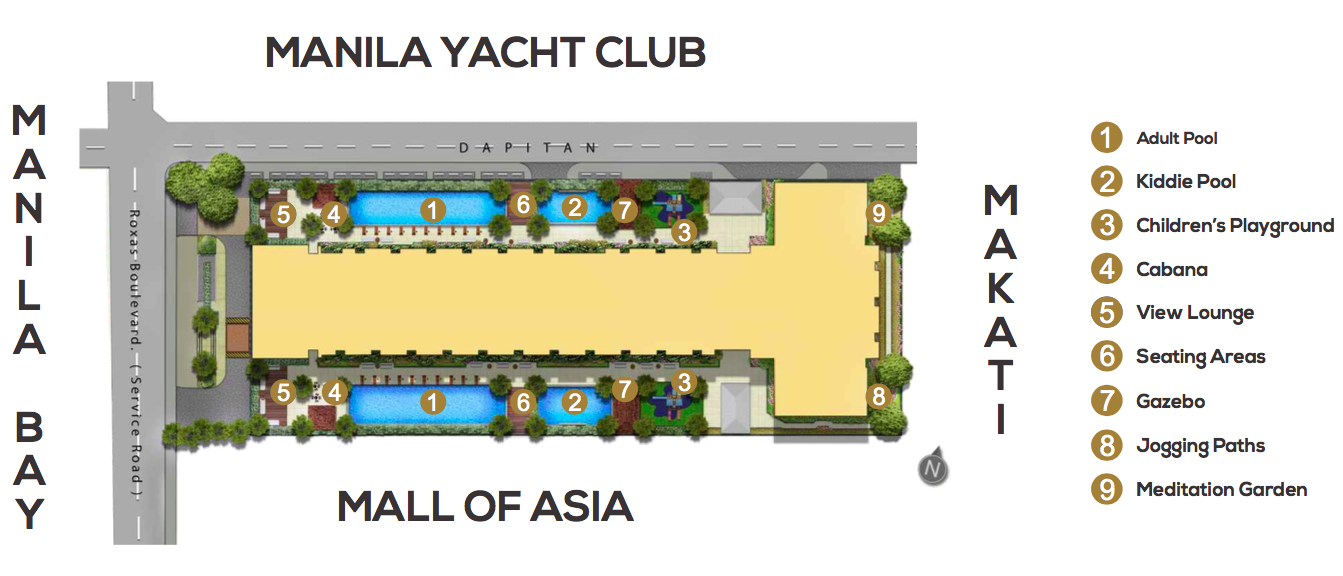 MANILA YACHT CLUB
MANILA BAY
DAPITAN
Roxas Boulevard. ( Service Road )
5
4
1
6
2
7
3
9
5
4
1
6
2
7
3
8
MAKATI
N
MALL OF ASIA
1 Adult Pool
2 Kiddie Pool
3 Children's Playground
4 Cabana
5 View Lounge
6 Seating Areas
7 Gazebo
8 Jogging Paths
9 Meditation Garden